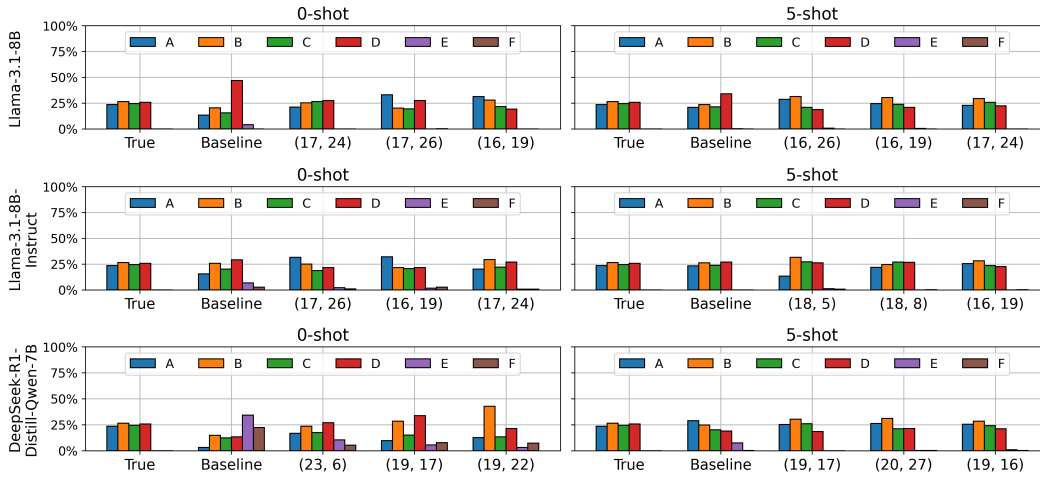 0-shot
5-shot
Llama-3.1-8B
100%
75%
50%
25%
0%
A B C D E F
A B C D E F
True Baseline (17, 24) (17, 26) (16, 19)
True Baseline (16, 26) (16, 19) (17, 24)
0-shot
5-shot
Llama-3.1-8B-
Instruct
100%
75%
50%
25%
0%
A B C D E F
A B C D E F
True Baseline (17, 26) (16, 19) (17, 24)
True Baseline (18, 5) (18, 8) (16, 19)
0-shot
5-shot
DeepSeek-R1-
Distill-Qwen-7B
100%
75%
50%
25%
0%
A B C D E F
A B C D E F
True Baseline (23, 6) (19, 17) (19, 22)
True Baseline (19, 17) (20, 27) (19, 16)